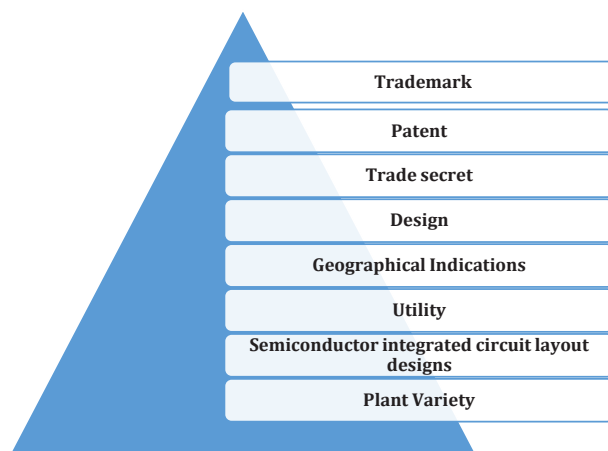 Trademark
Patent
Trade secret
Design
Geographical Indications
Utility
Semiconductor integrated circuit layout
designs
Plant Variety